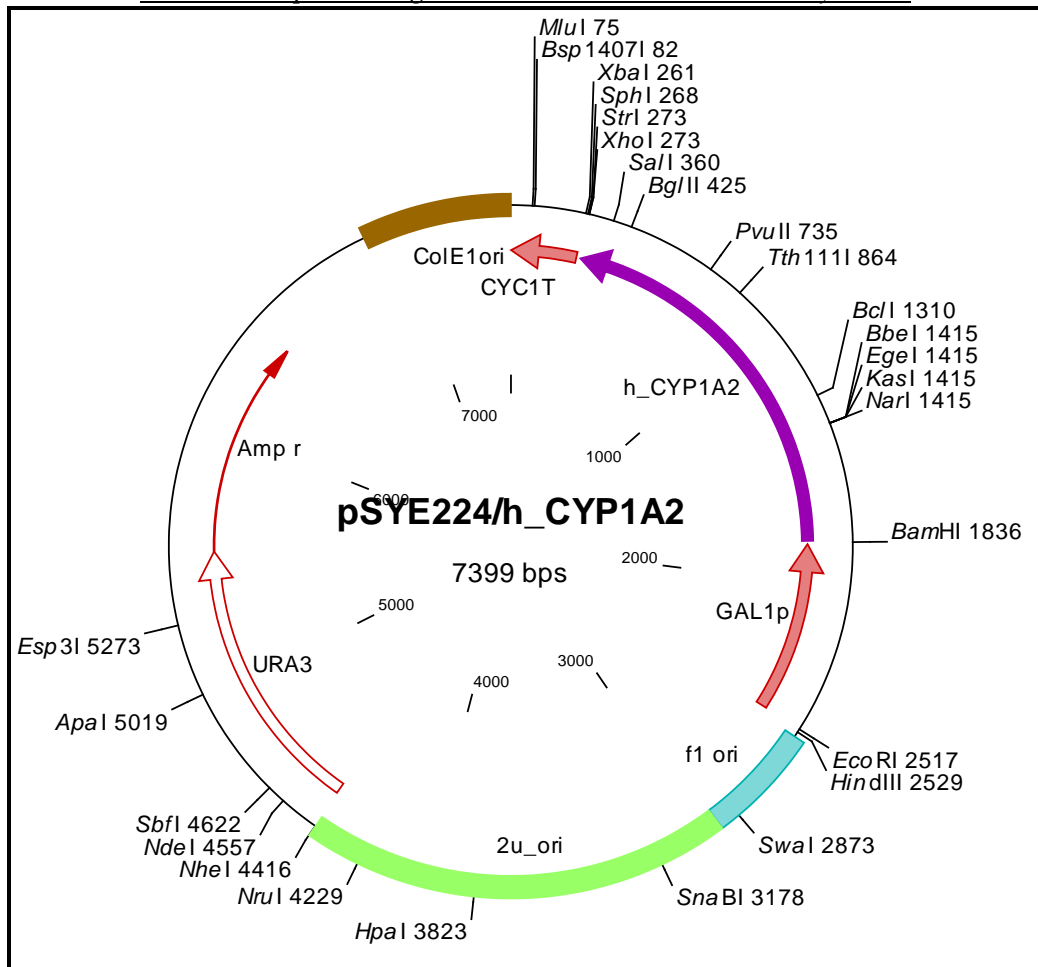 MluI 75
Bsp1407I 82
XbaI 261
SphI 268
StrI 273
XhoI 273
SalI 360
BglII 425
PvuII 735
Tth111I 864
BclI 1310
BbeI 1415
EgeI 1415
KasI 1415
NarI 1415
BamHI 1836
ColE1ori
CYC1T
h_CYP1A2
7000
1000
Amp r
6000
pSYE224/h_CYP1A2
7399 bps
2000
GAL1p
5000
Esp3I 5273
URA3
3000
4000
ApaI 5019
f1 ori
EcoRI 2517
HindIII 2529
SbfI 4622
NdeI 4557
NheI 4416
NruI 4229
2u_ori
SwaI 2873
SnaBI 3178
HpaI 3823